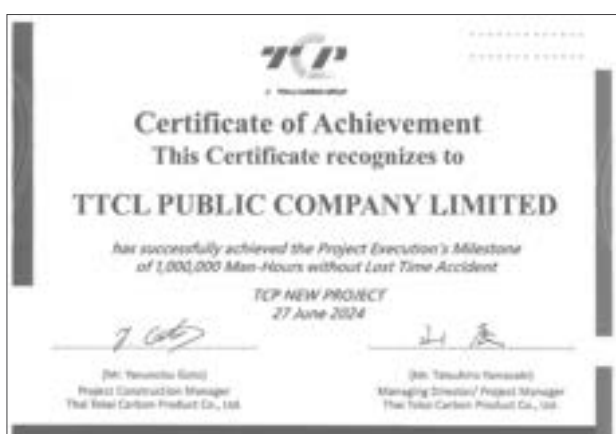 TCP
Certificate of Achievement
This Certificate recognizes to
TTCL PUBLIC COMPANY LIMITED
has successfully achieved the Project Execution's Milestone
of 1,000,000 Man-Hours without Lost Time Accident
TCP NEW PROJECT
27 June 2024
Project Construction Manager
Managing Director/ Project Manager
Thai Tokai Carbon Product Co., Ltd.
Thai Tokai Carbon Product Co., Ltd.